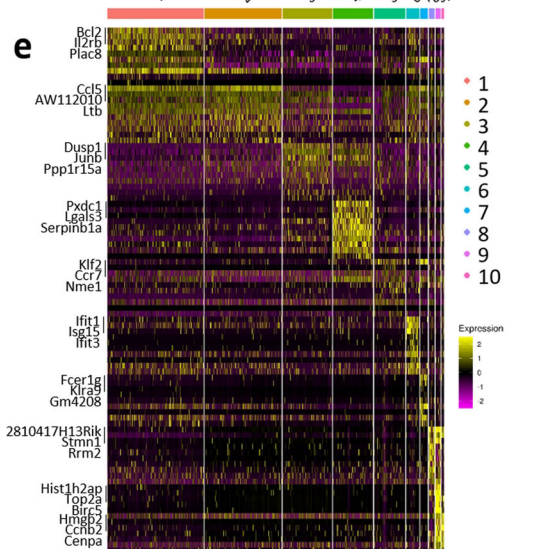 e
Bcl2
Il2rb
Plac8
Ccl5
AW112010
Ltb
Dusp1
Junb
Ppp1r15a
Pxdc1
Lgals3
Serpinb1a
Klf2
Ccr7
Nme1
Ifit1
Isg15
Ifit3
Fcer1g
Klra9
Gm4208
2810417H13Rik
Stmn1
Rrm2
Hist1h2ap
Top2a
Birc5
Hmgb2
Ccnb2
Cenpa
1
2
3
4
5
6
7
8
9
10
Expression
2
1
0
-1
-2